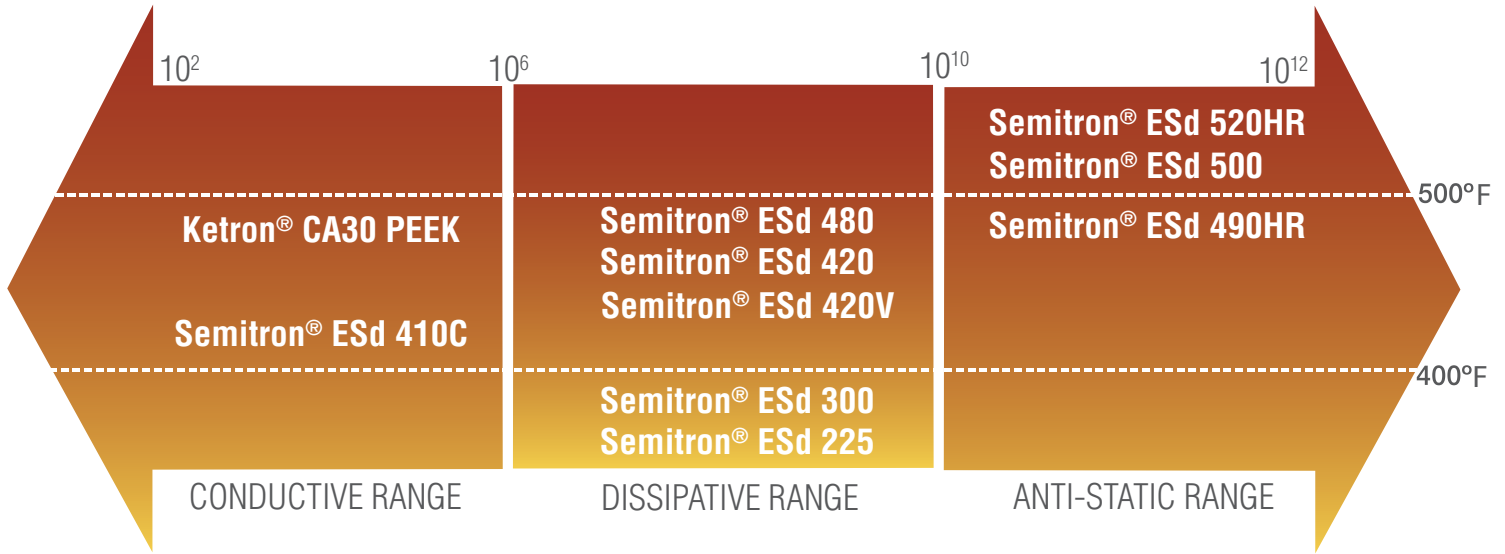 10² 10⁶ 10¹⁰ 10¹²
Semitron® ESd 520HR
Semitron® ESd 500
500°F
Ketron® CA30 PEEK
Semitron® ESd 480
Semitron® ESd 490HR
Semitron® ESd 420
Semitron® ESd 420V
Semitron® ESd 410C
400°F
Semitron® ESd 300
Semitron® ESd 225
CONDUCTIVE RANGE DISSIPATIVE RANGE ANTI-STATIC RANGE